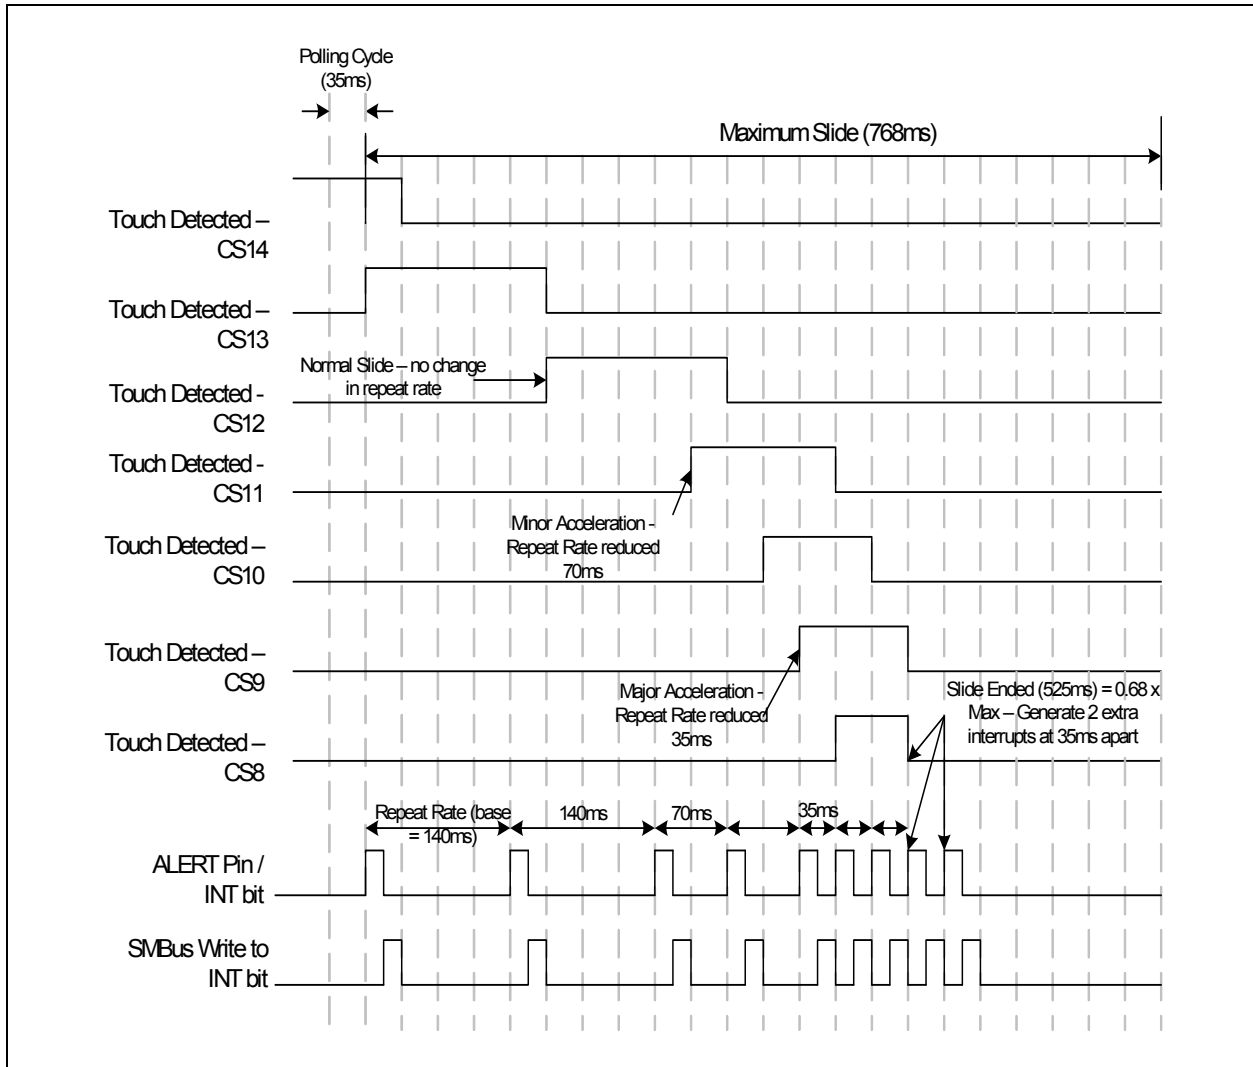 Polling Cycle
(35ms)
Maximum Slide (768ms)
Touch Detected –
CS14
Touch Detected –
CS13
Normal Slide – no change
in repeat rate
Touch Detected -
CS12
Touch Detected -
CS11
Minor Acceleration -
Repeat Rate reduced
70ms
Touch Detected –
CS10
Touch Detected –
CS9
Major Acceleration -
Repeat Rate reduced
35ms
Slide Ended (525ms) = 0.68 x
Max – Generate 2 extra
interrupts at 35ms apart
Touch Detected –
CS8
Repeat Rate (base
= 140ms)
140ms
70ms
35ms
ALERT Pin /
INT bit
SMBus Write to
INT bit